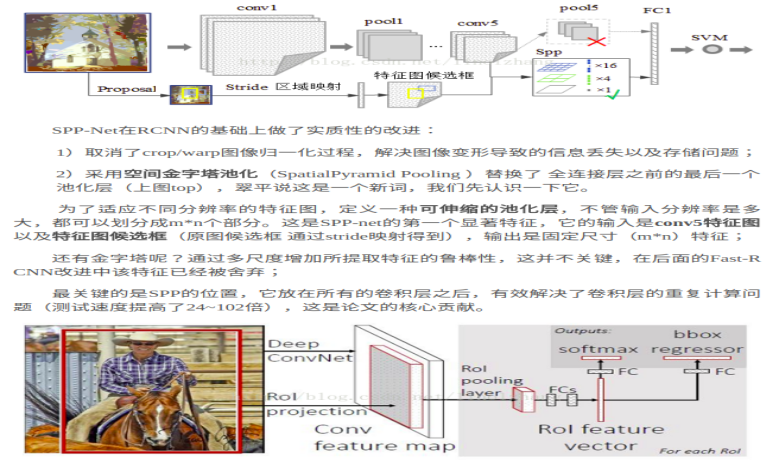 conv1
pool1
conv5
pool5
FC1
...
SVM
Spp
×16
×4
×1
特征图候选框
Proposal
Stride 区域映射
SPP-Net在RCNN的基础上做了实质性的改进：
1）取消了crop/warp图像归一化过程，解决图像变形导致的信息丢失以及存储问题；
2）采用空间金字塔池化（SpatialPyramid Pooling ）替换了 全连接层之前的最后一个
池化层（上图top），翠平说这是一个新词，我们先认识一下它。
为了适应不同分辨率的特征图，定义一种可伸缩的池化层，不管输入分辨率是多
大，都可以划分成m*n个部分。这是SPP-net的第一个显著特征，它的输入是conv5特征图
以及特征图候选框（原图候选框 通过stride映射得到），输出是固定尺寸（m*n）特征；
还有金字塔呢？通过多尺度增加所提取特征的鲁棒性，这并不关键，在后面的Fast-R
CNN改进中该特征已经被舍弃；
最关键的是SPP的位置，它放在所有的卷积层之后，有效解决了卷积层的重复计算问
题（测试速度提高了24~102倍），这是论文的核心贡献。
Deep
ConvNet
RoI
projection
Conv
feature map
RoI
pooling
layer
FCs
Outputs:
softmax
bbox
regressor
FC
FC
RoI feature
vector
For each RoI